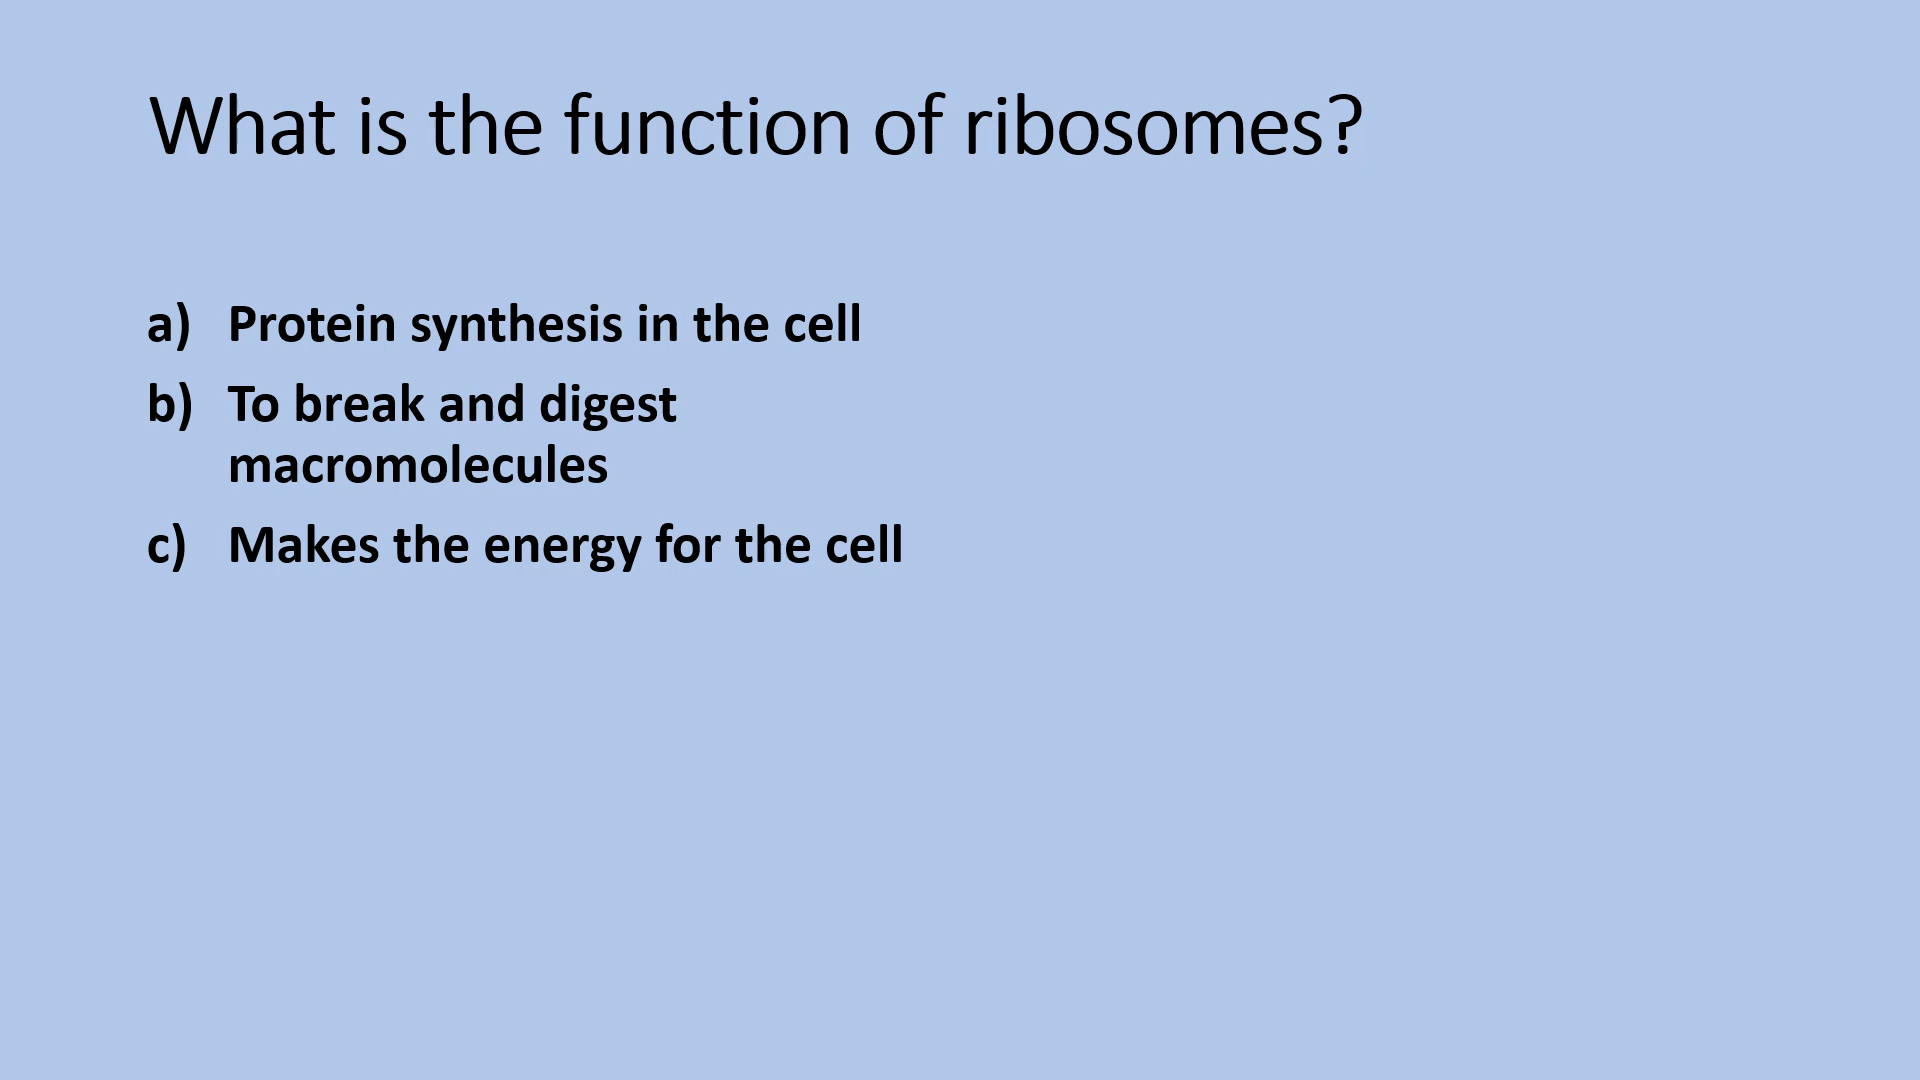 What is the function of ribosomes?
a) Protein synthesis in the cell
b) To break and digest
macromolecules
c) Makes the energy for the cell